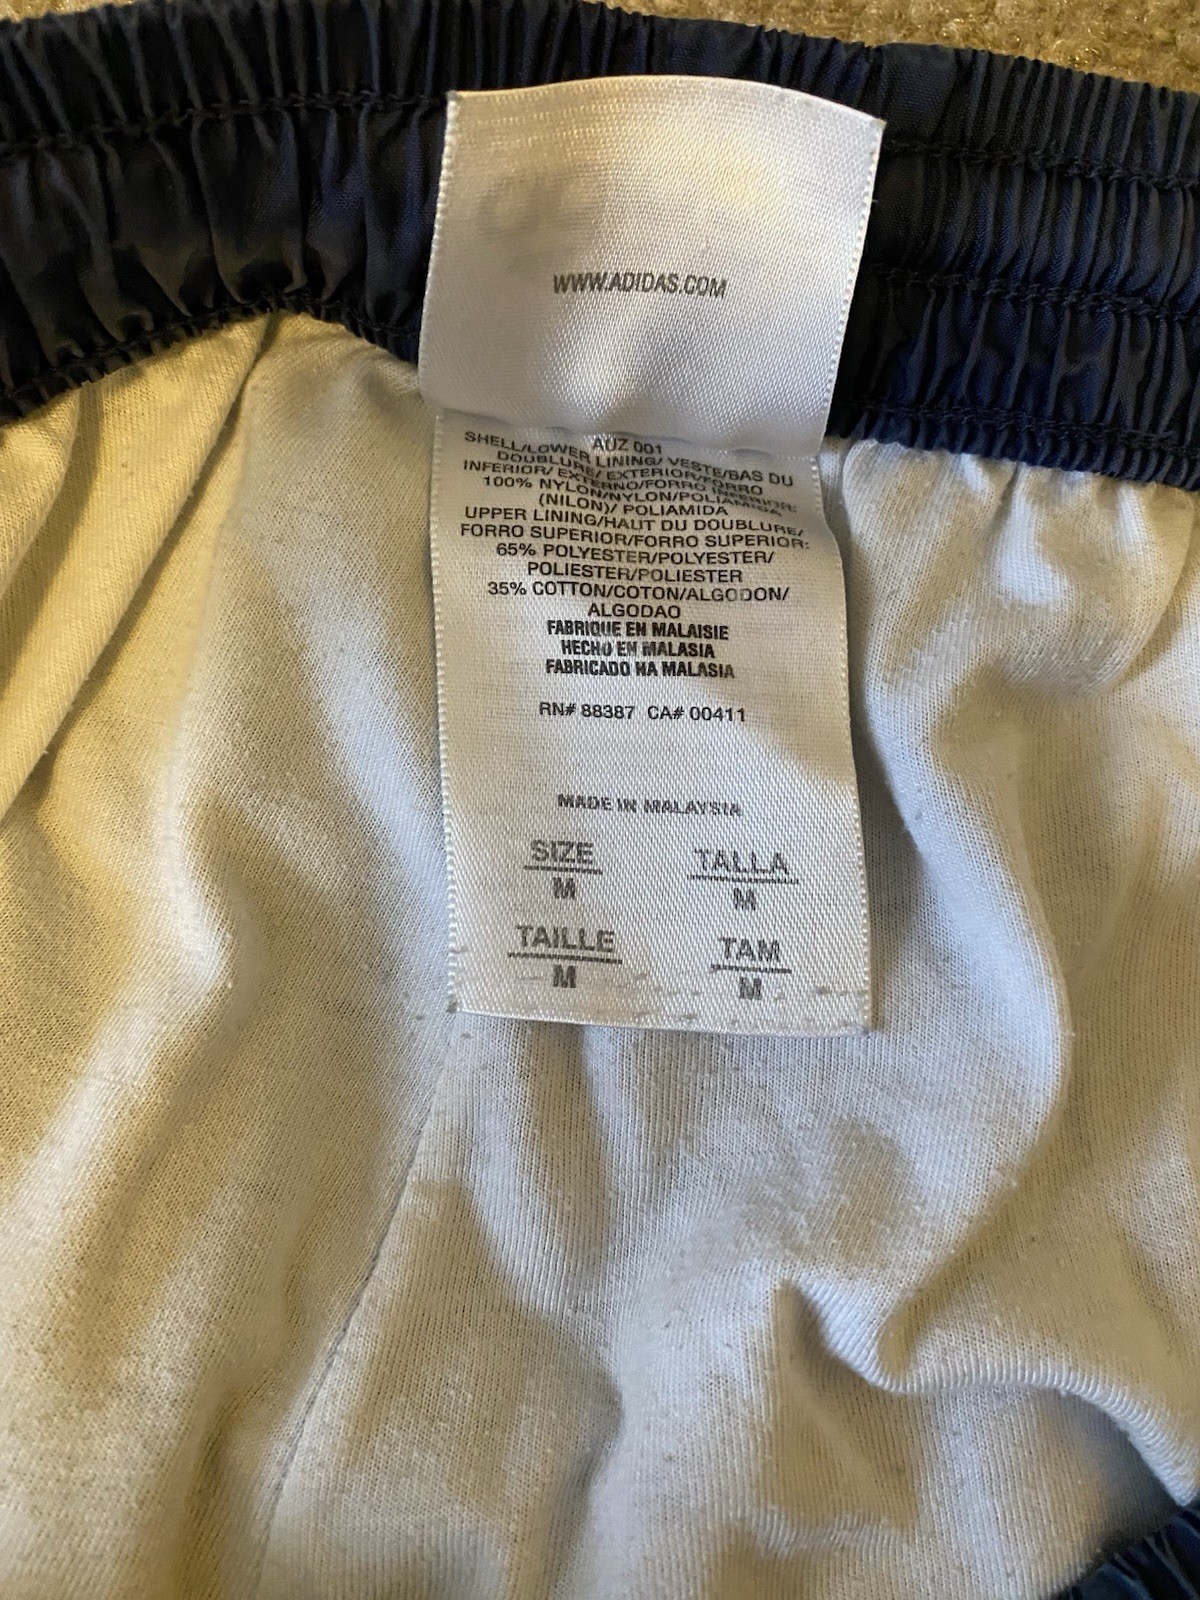 WWW.ADIDAS.COM
AUZ 001
SHELL/LOWER LINING/ VESTE/BAS DU
DOUBLURE/ EXTERIOR/FORRO
INFERIOR/ EXTERNO/FORRO INFERIOR:
100% NYLON/NYLON/POLIAMIDA
(NILON)/ POLIAMIDA
UPPER LINING/HAUT DU DOUBLURE/
FORRO SUPERIOR/FORRO SUPERIOR:
65% POLYESTER/POLYESTER/
POLIESTER/POLIESTER
35% COTTON/COTON/ALGODON/
ALGODAO
FABRIQUE EN MALAISIE
HECHO EN MALASIA
FABRICADO NA MALASIA
RN# 88387 CA# 00411
MADE IN MALAYSIA
SIZE TALLA
M M
TAILLE TAM
M M